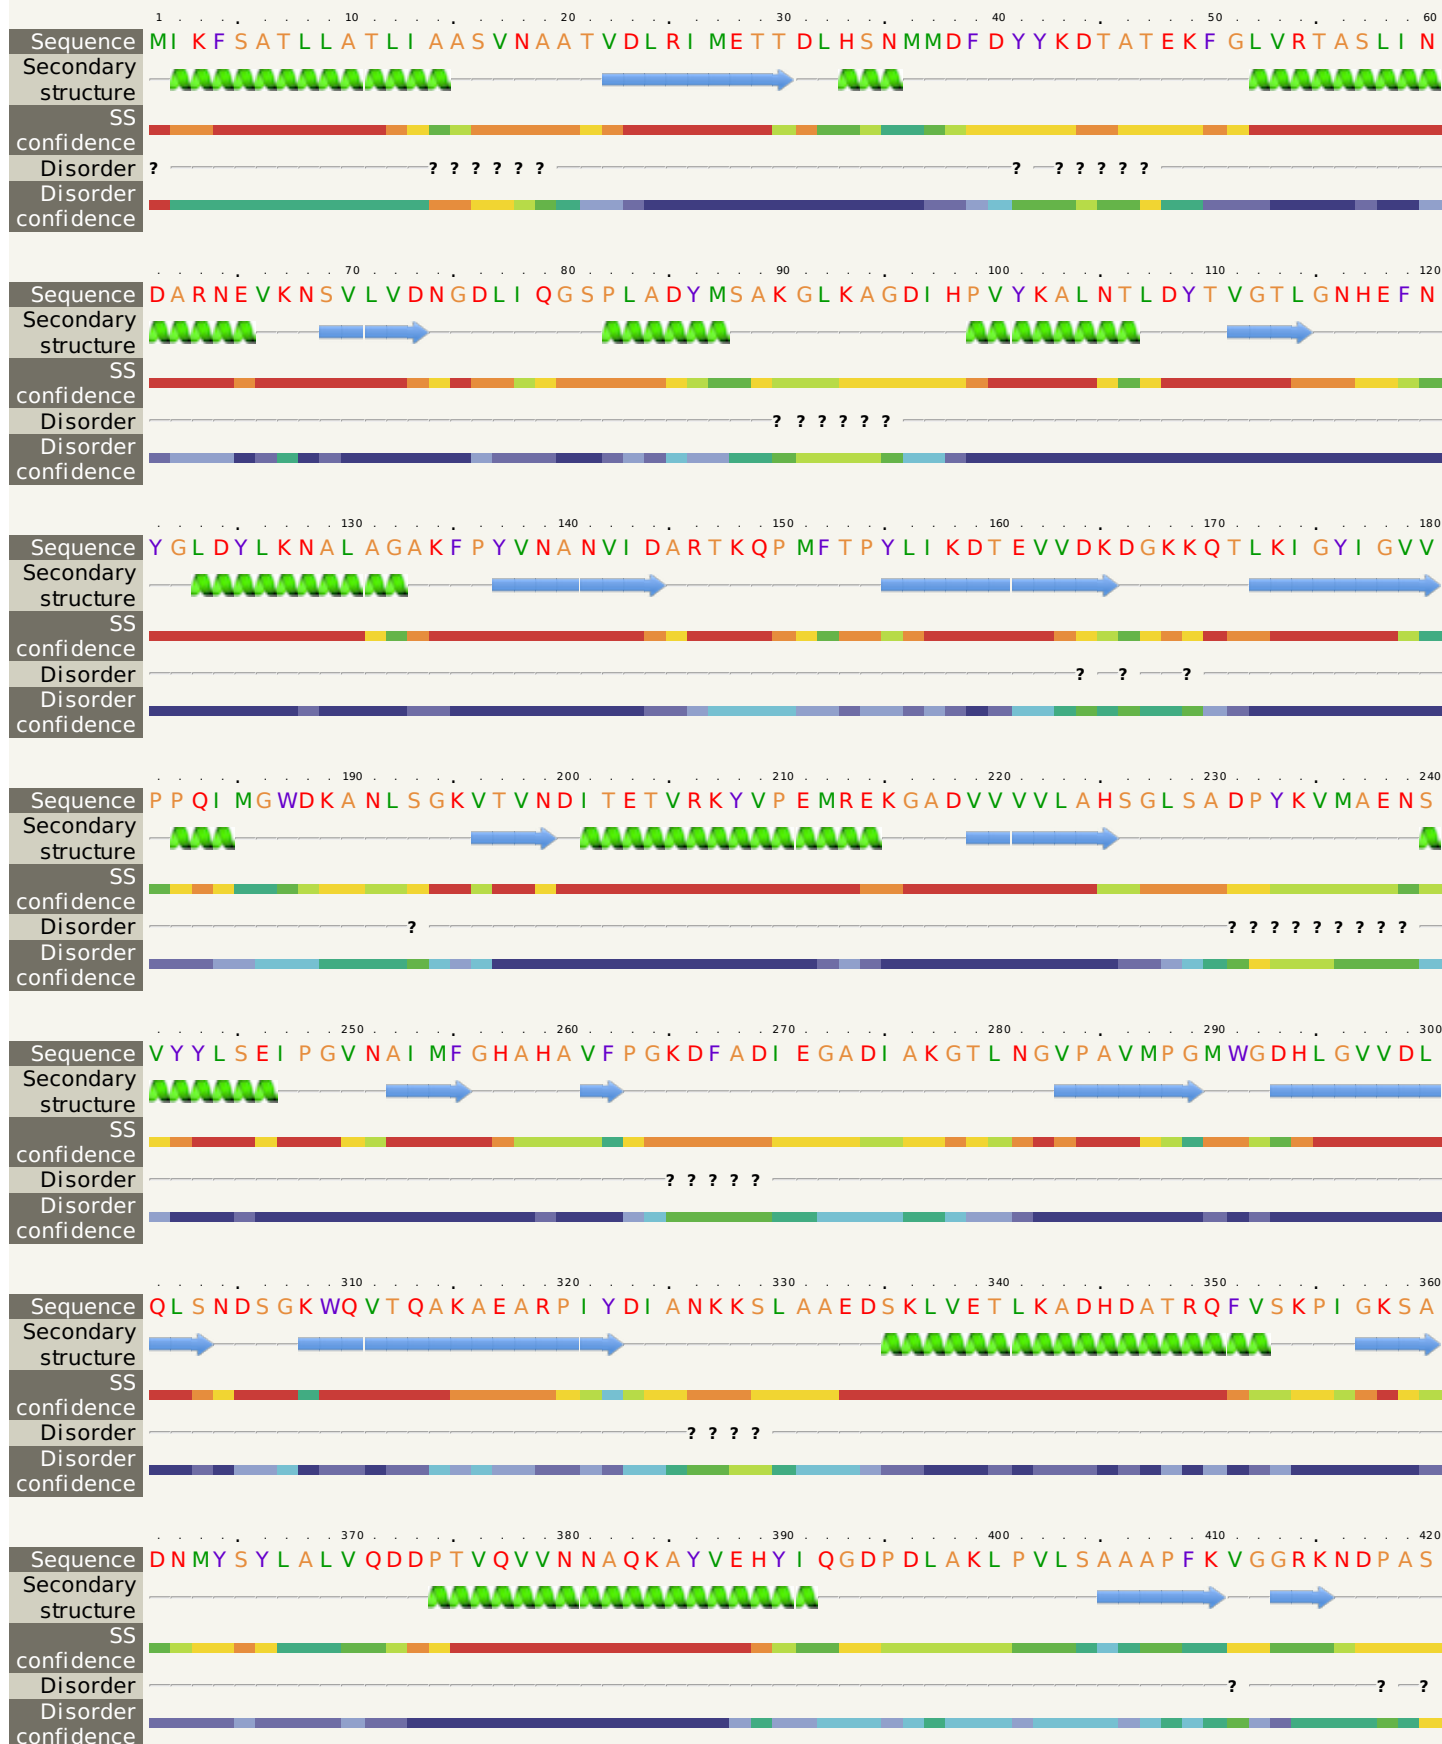 1 10 20 30 40 50 60
Sequence MIKFSATLLATLIAASVNAATVDLRIMETTDLHSNMMDFDYYKDTATEKFGLVRTASLIN
Secondary
structure
SS
confidence
Disorder ? ? ? ? ? ? ? ? ? ? ? ? ?
Disorder
confidence
70 80 90 100 110 120
Sequence DARNEVKNSVLVDNGDLIQGSPLADYMSAKGLKAGDIHPVYKALNTLDYTVGTLGNHEFN
Secondary
structure
SS
confidence
Disorder ? ? ? ? ? ?
Disorder
confidence
130 140 150 160 170 180
Sequence YGLDYLKNALAGAKFPYVNANVIDARTKQPMFTPYLIKDTEVVDKDGKKQTLKIGYIGVV
Secondary
structure
SS
confidence
Disorder ? ? ?
Disorder
confidence
190 200 210 220 230 240
Sequence PPQIMGWDKANLSGKVTVNDITETVRKYVPEMREKGADVVVVLAHSGLSADPYKVMAENS
Secondary
structure
SS
confidence
Disorder ? ? ? ? ? ? ? ? ? ?
Disorder
confidence
250 260 270 280 290 300
Sequence VYYLSEIPGVNAIMFGHAHAVFPGKDFADIEGADIAKGTLNGVPAVMPGMWGDHLGVVDL
Secondary
structure
SS
confidence
Disorder ? ? ? ? ?
Disorder
confidence
310 320 330 340 350 360
Sequence QLSNDSGKWQVTQAKAEARPIYDIANKKSLAAEDSKLVETLKADHDATRQFVSKPIGKSA
Secondary
structure
SS
confidence
Disorder ? ? ? ?
Disorder
confidence
370 380 390 400 410 420
Sequence DNMYSYLALVQDDPTVQVVNNAQKAYVEHYIQGDPDLAKLPVLSAAAPFKVGGRKNDPAS
Secondary
structure
SS
confidence
Disorder ? ? ?
Disorder
confidence